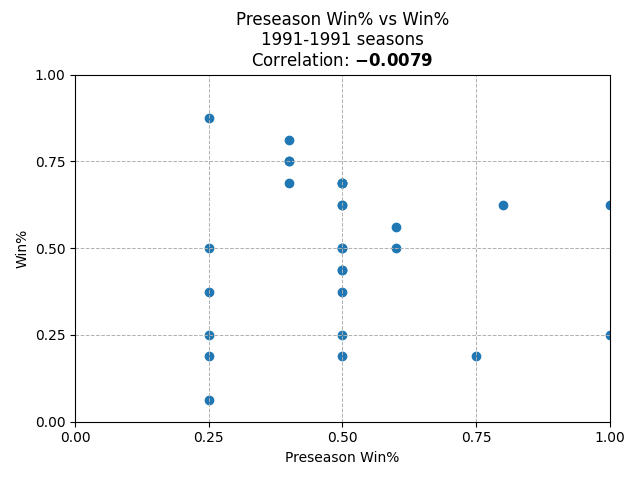 Preseason Win% vs Win%
1991-1991 seasons
Correlation: −0.0079
1.00
0.75
0.50
0.25
0.00
Win%
0.00 0.25 0.50 0.75 1.00
Preseason Win%